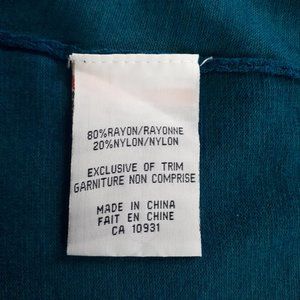 80%RAYON/RAYONNE
20%NYLON/NYLON
EXCLUSIVE OF TRIM
GARNITURE NON COMPRISE
MADE IN CHINA
FAIT EN CHINE
CA 10931